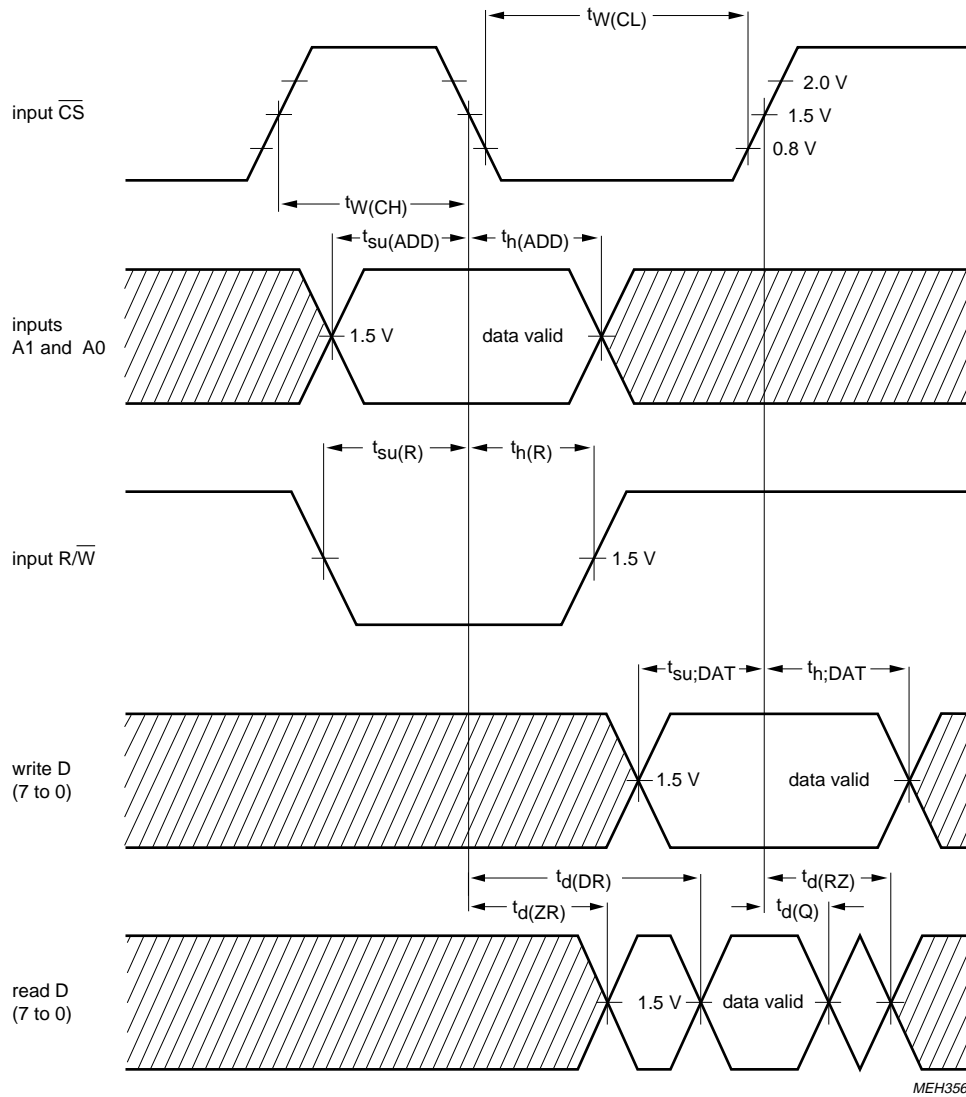 tW(CL)
2.0 V
input C̅S̅
1.5 V
0.8 V
tW(CH)
tsu(ADD)
th(ADD)
inputs
A1 and A0
1.5 V
data valid
tsu(R)
th(R)
input R/W̅
1.5 V
tsu;DAT
th;DAT
write D
(7 to 0)
1.5 V
data valid
td(DR)
td(RZ)
td(ZR)
td(Q)
read D
(7 to 0)
1.5 V
data valid
MEH356